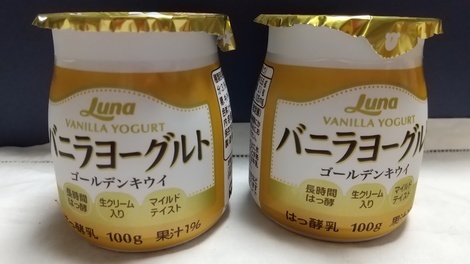 Luna
VANILLA YOGURT
バニラヨーグルト
ゴールデンキウイ
長時間
はっ酵
生クリーム
入り
マイルド
テイスト
はっ酵乳 100g 果汁1%
Luna
VANILLA YOGURT
バニラヨーグル
ゴールデンキウイ
長時間
はっ酵
生クリーム
入り
マイルド
テイスト
はっ酵乳 100g 果汁